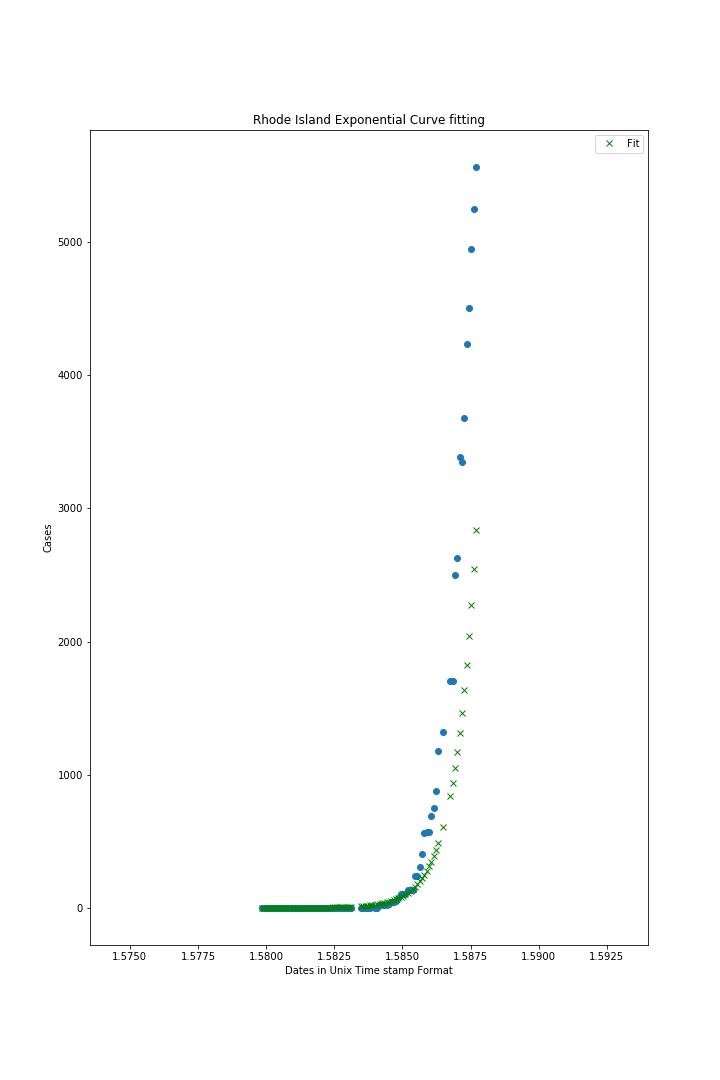 Rhode Island Exponential Curve fitting
Fit
5000
4000
3000
2000
1000
0
Cases
1.5750 1.5775 1.5800 1.5825 1.5850 1.5875 1.5900 1.5925
Dates in Unix Time stamp Format